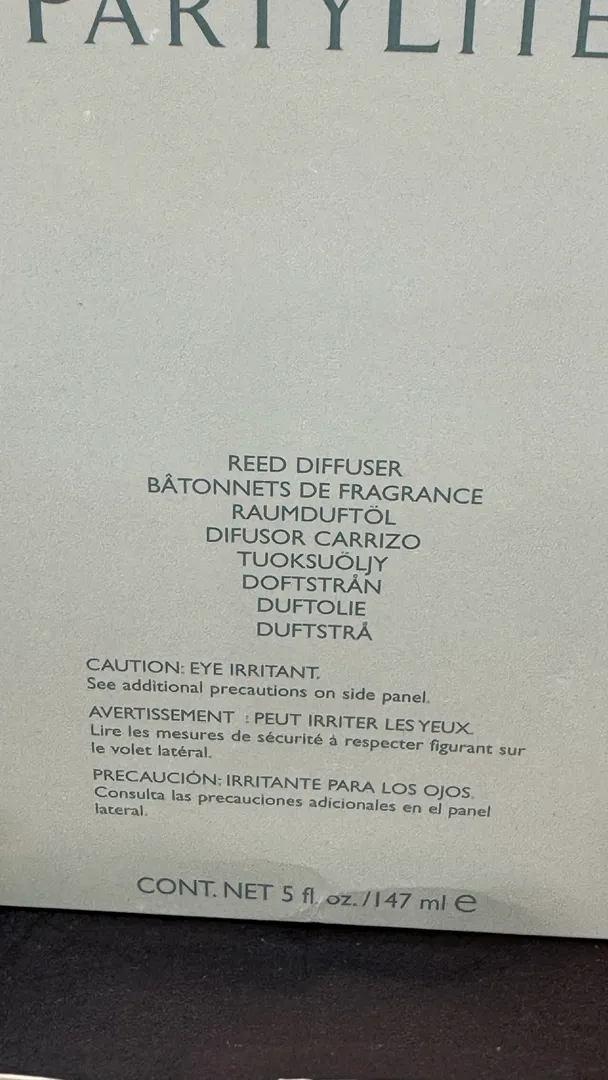 PARTYLITE
REED DIFFUSER
BÂTONNETS DE FRAGRANCE
RAUMDUFTÖL
DIFUSOR CARRIZO
TUOKSUÖLJY
DOFTSTRÅN
DUFTOLIE
DUFTSTRÅ
CAUTION: EYE IRRITANT.
See additional precautions on side panel.
AVERTISSEMENT : PEUT IRRITER LES YEUX.
Lire les mesures de sécurité à respecter figurant sur
le volet latéral.
PRECAUCIÓN: IRRITANTE PARA LOS OJOS.
Consulta las precauciones adicionales en el panel
lateral.
CONT. NET 5 fl. oz./147 ml ℮